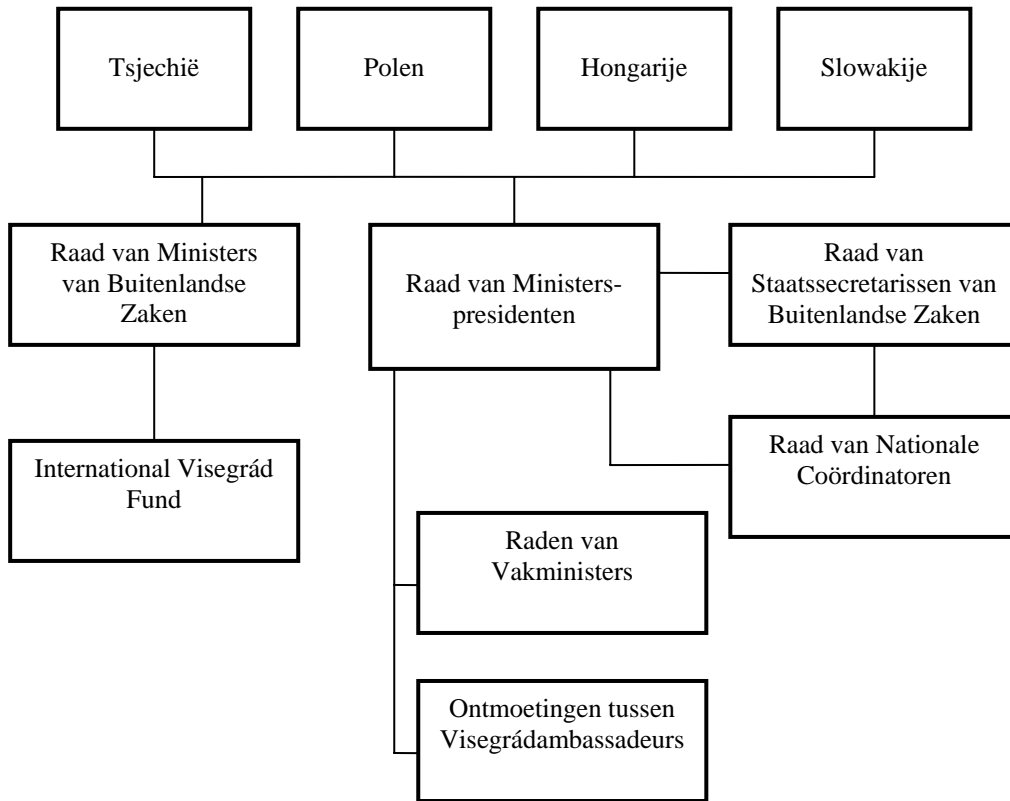 Tsjechië
Polen
Hongarije
Slowakije
Raad van Ministers
van Buitenlandse
Zaken
Raad van Ministers-
presidenten
Raad van
Staatssecretarissen van
Buitenlandse Zaken
International Visegrád
Fund
Raad van Nationale
Coördinatoren
Raden van
Vakministers
Ontmoetingen tussen
Visegrádambassadeurs